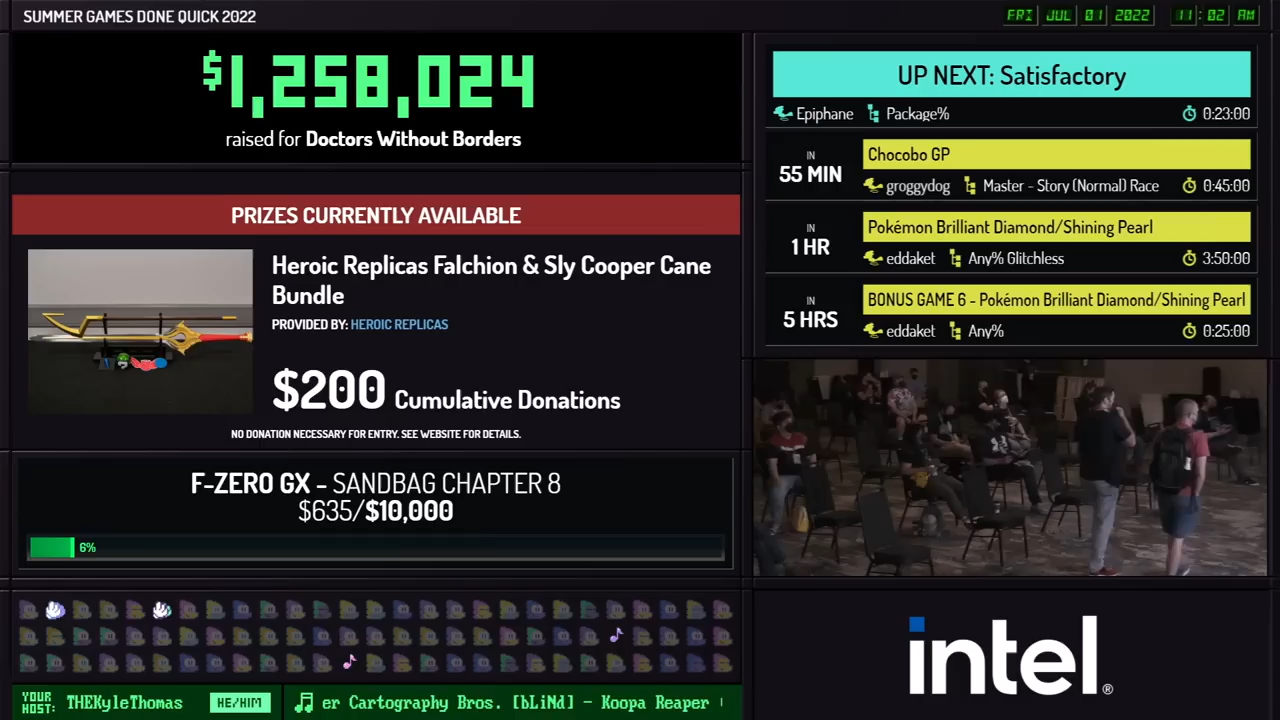 SUMMER GAMES DONE QUICK 2022
FRI JUL 01 2022 11:02 AM
$1,258,024
raised for Doctors Without Borders
PRIZES CURRENTLY AVAILABLE
Heroic Replicas Falchion & Sly Cooper Cane
Bundle
PROVIDED BY: HEROIC REPLICAS
$200 Cumulative Donations
NO DONATION NECESSARY FOR ENTRY. SEE WEBSITE FOR DETAILS.
F-ZERO GX - SANDBAG CHAPTER 8
$635/$10,000
6%
UP NEXT: Satisfactory
Epiphane Package% 0:23:00
IN
55 MIN
Chocobo GP
groggydog Master - Story (Normal) Race 0:45:00
IN
1 HR
Pokémon Brilliant Diamond/Shining Pearl
eddaket Any% Glitchless 3:50:00
IN
5 HRS
BONUS GAME 6 - Pokémon Brilliant Diamond/Shining Pearl
eddaket Any% 0:25:00
intel®
YOUR
HOST:
THEKyleThomas HE/HIM
er Cartography Bros. [bLiNd] - Koopa Reaper